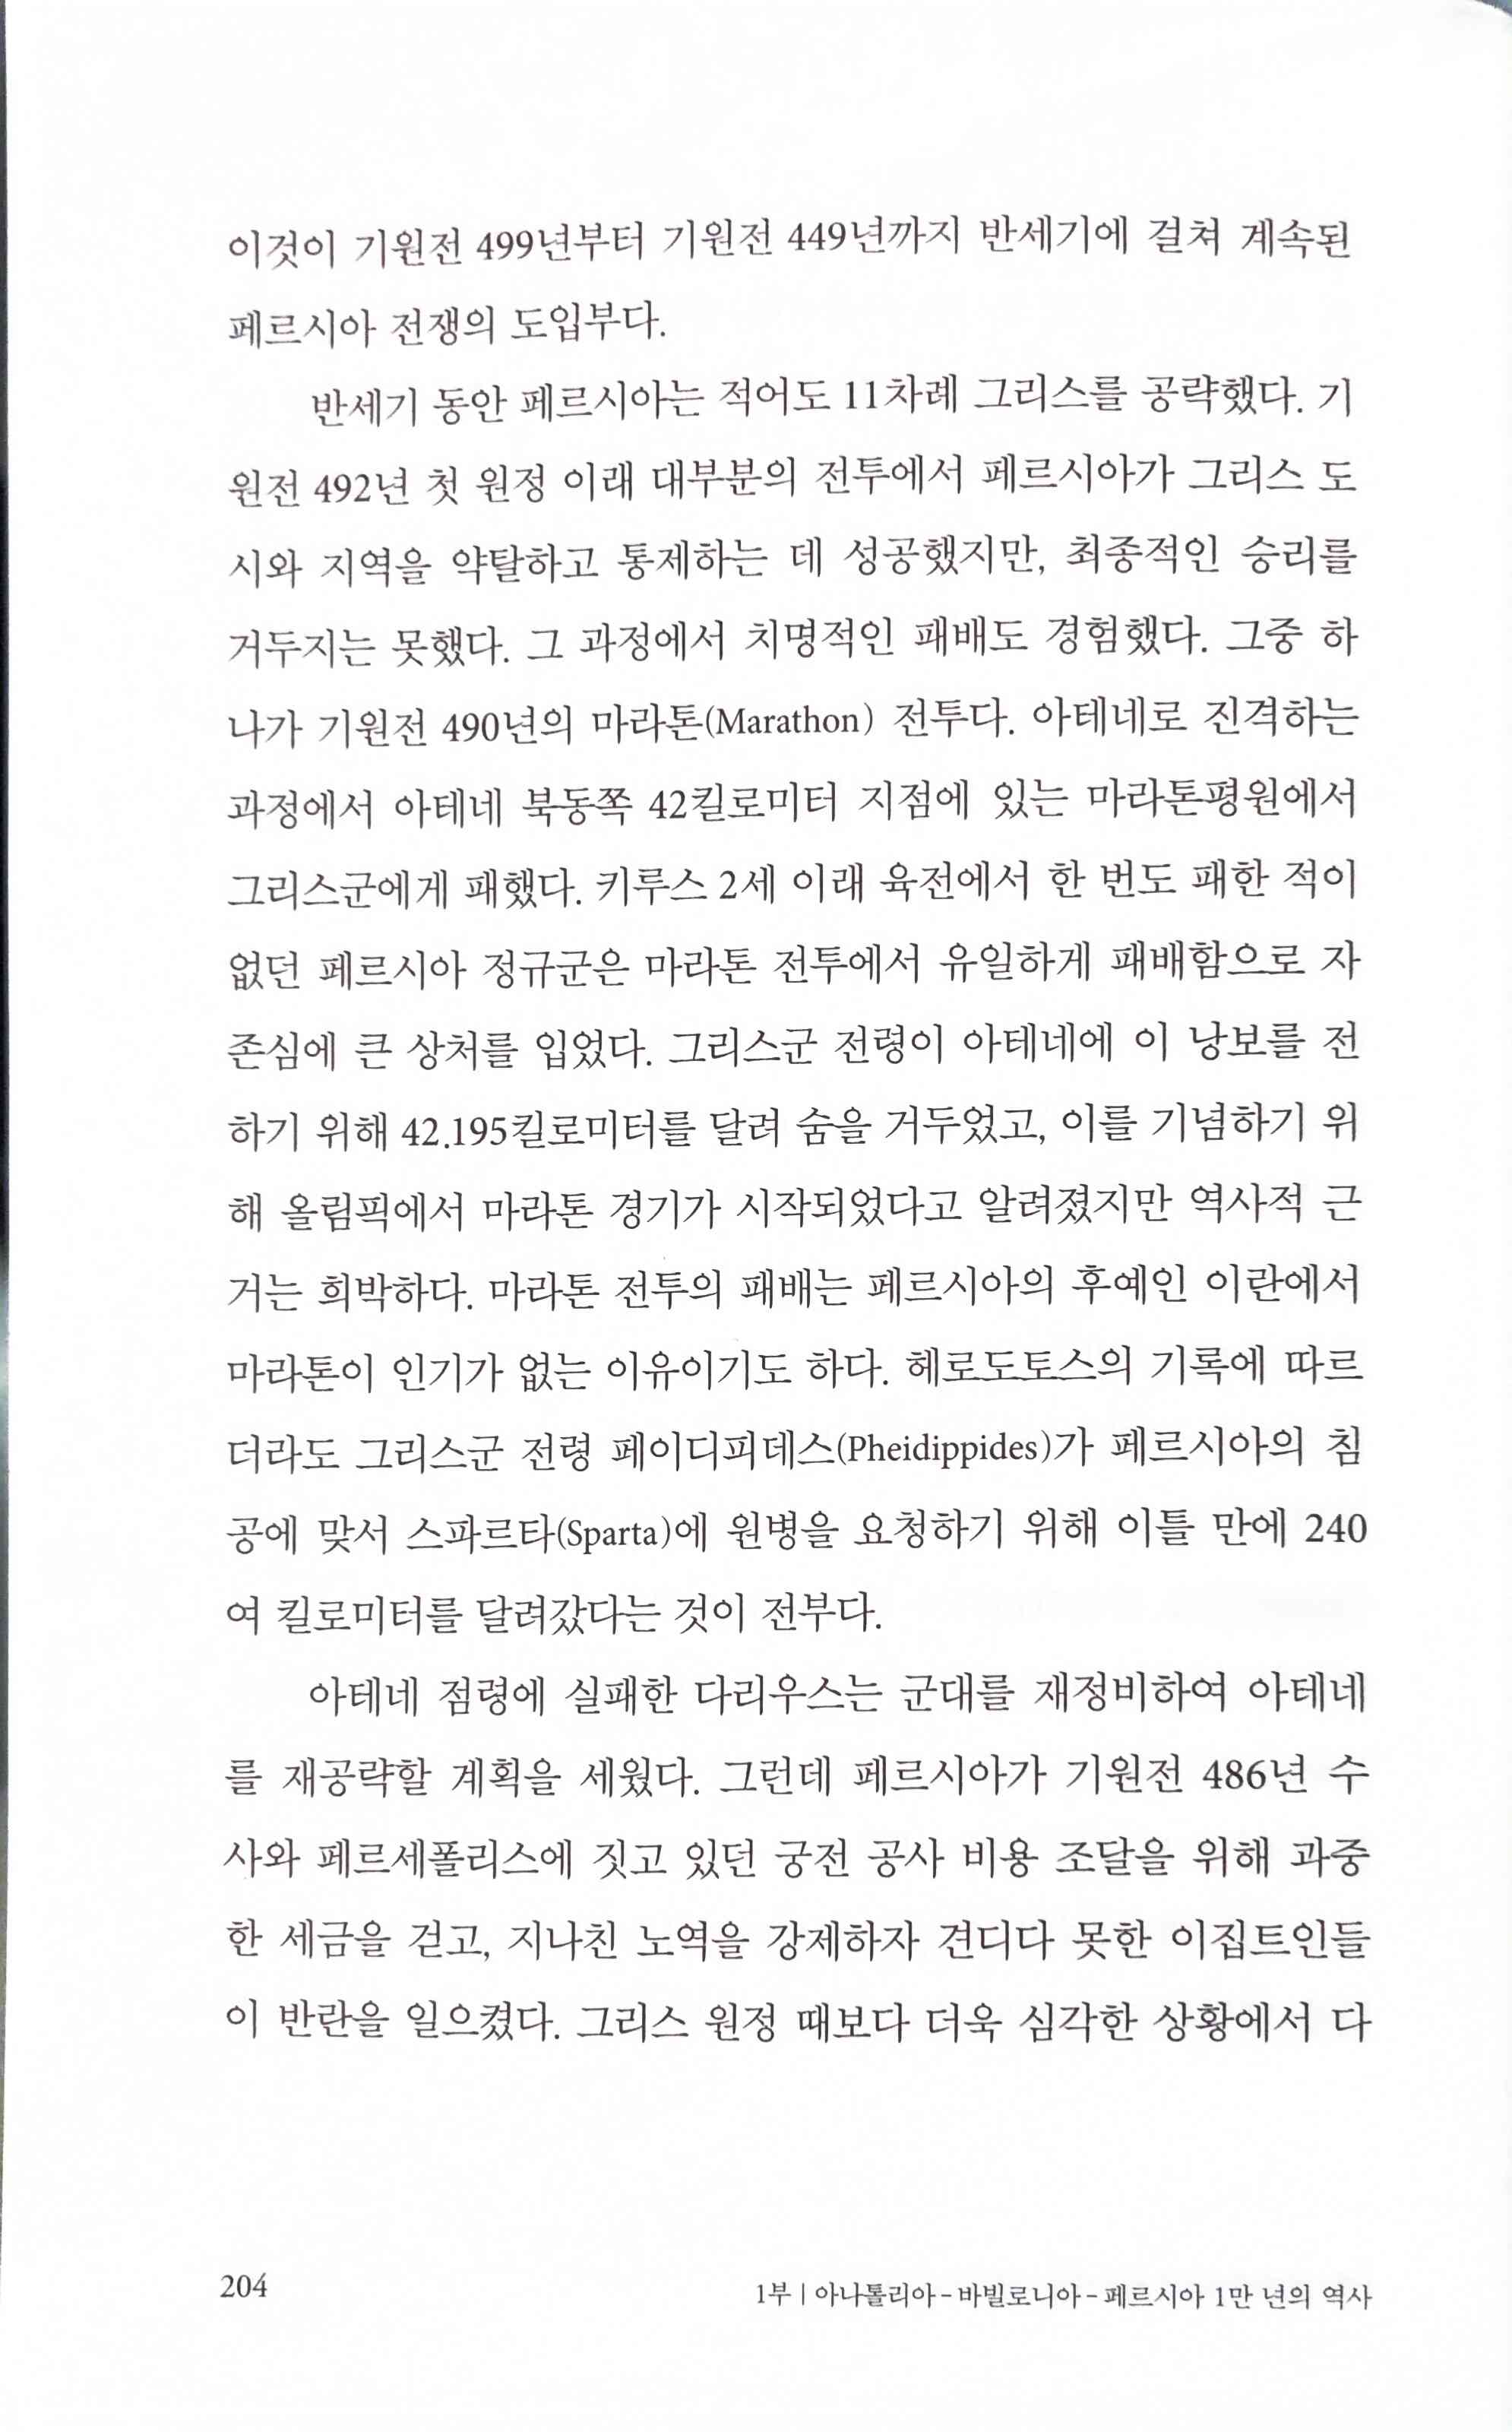 이것이 기원전 499년부터 기원전 449년까지 반세기에 걸쳐 계속된
페르시아 전쟁의 도입부다.
반세기 동안 페르시아는 적어도 11차례 그리스를 공략했다. 기
원전 492년 첫 원정 이래 대부분의 전투에서 페르시아가 그리스 도
시와 지역을 약탈하고 통제하는 데 성공했지만, 최종적인 승리를
거두지는 못했다. 그 과정에서 치명적인 패배도 경험했다. 그중 하
나가 기원전 490년의 마라톤(Marathon) 전투다. 아테네로 진격하는
과정에서 아테네 북동쪽 42킬로미터 지점에 있는 마라톤평원에서
그리스군에게 패했다. 키루스 2세 이래 육전에서 한 번도 패한 적이
없던 페르시아 정규군은 마라톤 전투에서 유일하게 패배함으로 자
존심에 큰 상처를 입었다. 그리스군 전령이 아테네에 이 낭보를 전
하기 위해 42.195킬로미터를 달려 숨을 거두었고, 이를 기념하기 위
해 올림픽에서 마라톤 경기가 시작되었다고 알려졌지만 역사적 근
거는 희박하다. 마라톤 전투의 패배는 페르시아의 후예인 이란에서
마라톤이 인기가 없는 이유이기도 하다. 헤로도토스의 기록에 따르
더라도 그리스군 전령 페이디피데스(Pheidippides)가 페르시아의 침
공에 맞서 스파르타(Sparta)에 원병을 요청하기 위해 이틀 만에 240
여 킬로미터를 달려갔다는 것이 전부다.
아테네 점령에 실패한 다리우스는 군대를 재정비하여 아테네
를 재공략할 계획을 세웠다. 그런데 페르시아가 기원전 486년 수
사와 페르세폴리스에 짓고 있던 궁전 공사 비용 조달을 위해 과중
한 세금을 걷고, 지나친 노역을 강제하자 견디다 못한 이집트인들
이 반란을 일으켰다. 그리스 원정 때보다 더욱 심각한 상황에서 다
204
1부 | 아나톨리아-바빌로니아-페르시아 1만 년의 역사